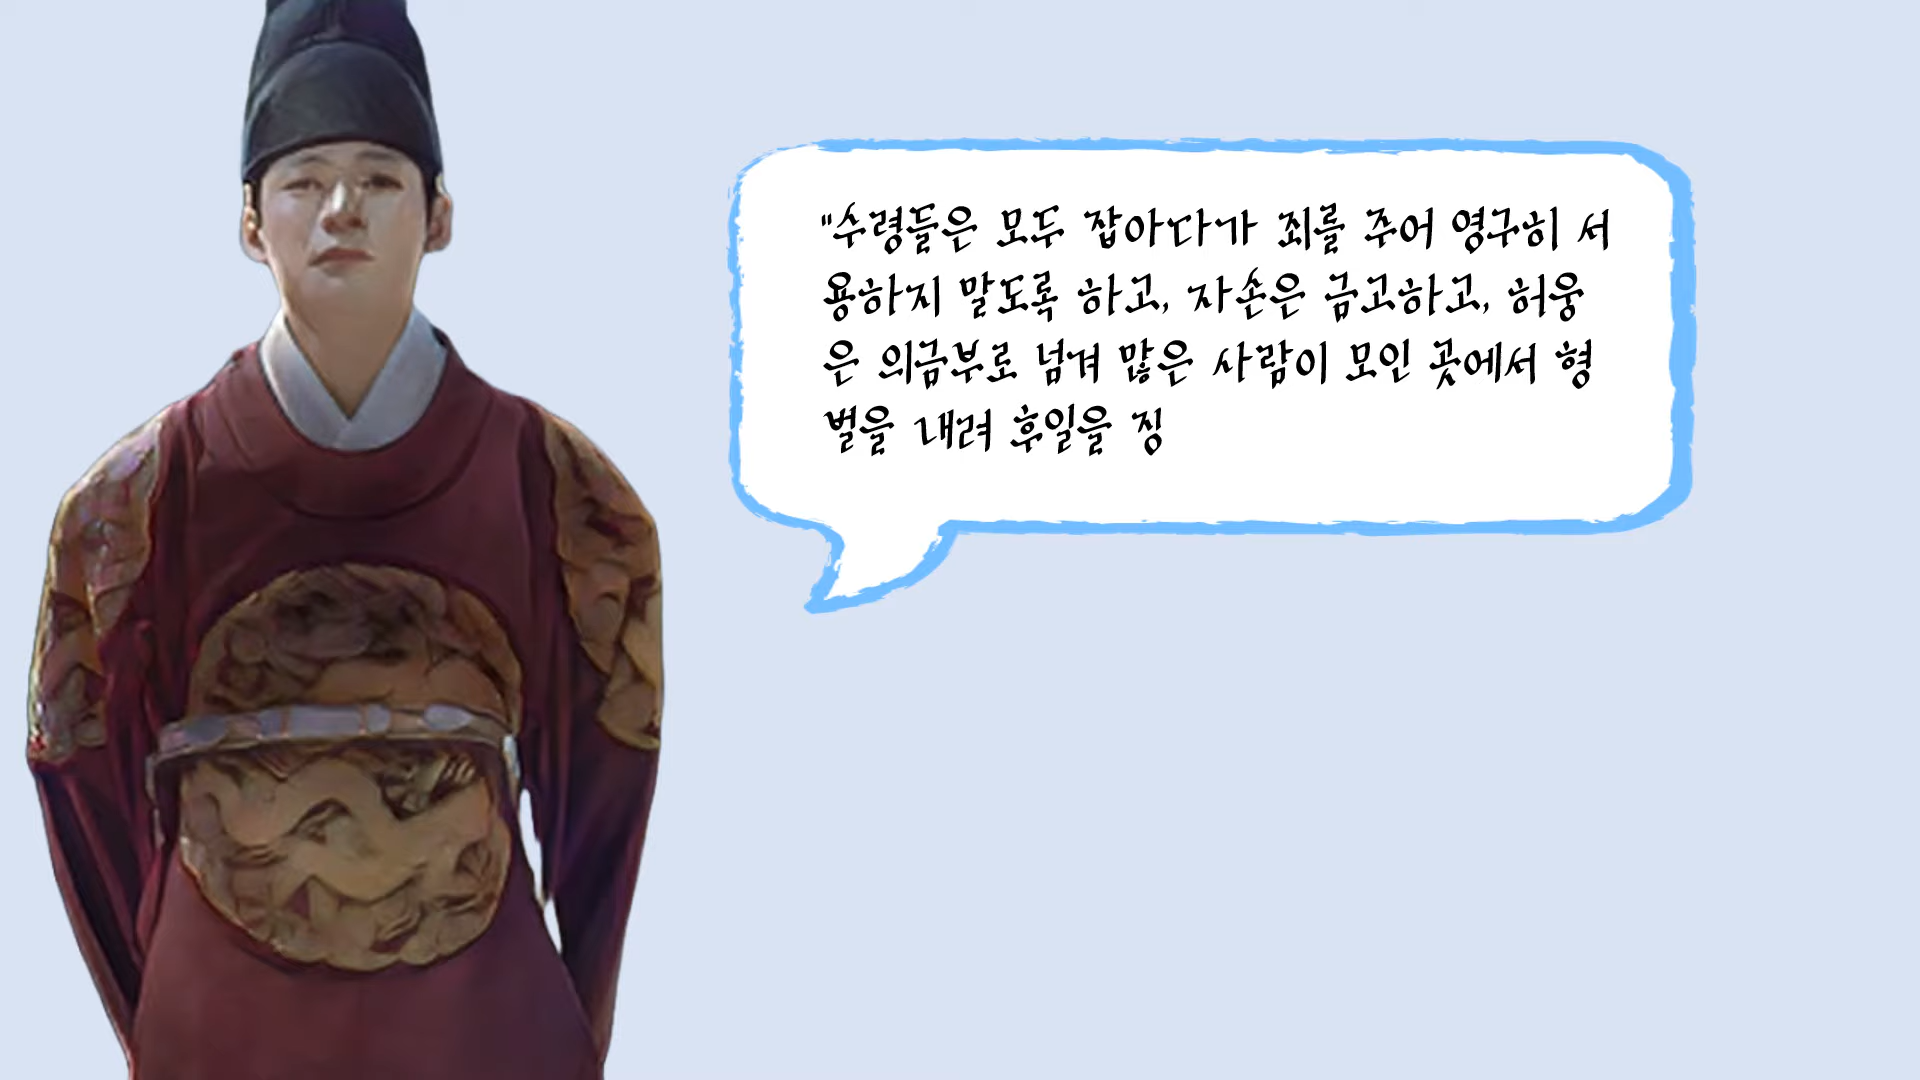 "수령들은 모두 잡아다가 죄를 주어 영구히 서
용하지 말도록 하고, 자손은 금고하고, 허웅
은 의금부로 넘겨 많은 사람이 모인 곳에서 형
벌을 내려 후일을 징